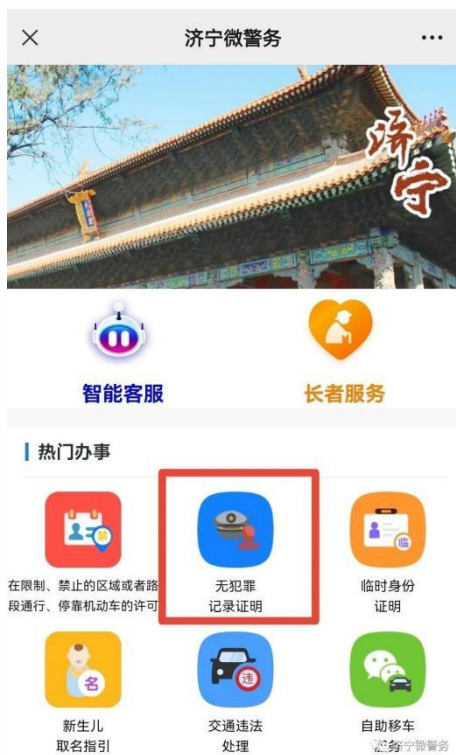 济宁微警务
济宁
智能客服
长者服务
热门办事
禁
临
在限制、禁止的区域或者路
段通行、停靠机动车的许可
无犯罪
记录证明
临时身份
证明
名
违
新生儿
取名指引
交通违法
处理
自助移车
服务
济宁微警务